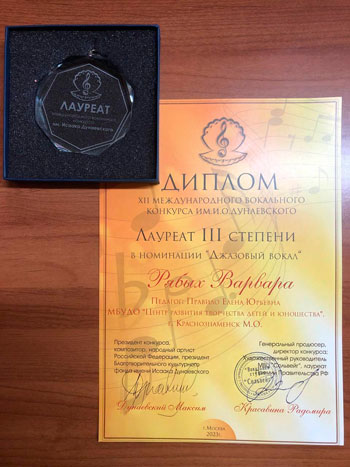 ЛАУРЕАТ
им. Исаака Дунаевского
ДИПЛОМ
XII МЕЖДУНАРОДНОГО ВОКАЛЬНОГО
КОНКУРСА ИМ.И.О.ДУНАЕВСКОГО
ЛАУРЕАТ III СТЕПЕНИ
В НОМИНАЦИИ "ДЖАЗОВЫЙ ВОКАЛ"
Рябых Варвара
ПЕДАГОГ: ПРАВИЛО ЕЛЕНА ЮРЬЕВНА
МБУДО "ЦЕНТР РАЗВИТИЯ ТВОРЧЕСТВА ДЕТЕЙ И ЮНОШЕСТВА",
Г. КРАСНОЗНАМЕНСК М.О.
Президент конкурса:
композитор, народный артист
Российской Федерации, президент
Благотворительного культурного
фонда имени Исаака Дунаевского
Дунаевский Максим
Генеральный продюсер,
директор конкурса:
Художественный руководитель
"Сольвейг", лауреат
премии Правительства РФ
Красавина Радомира
г. Москва
2023г.